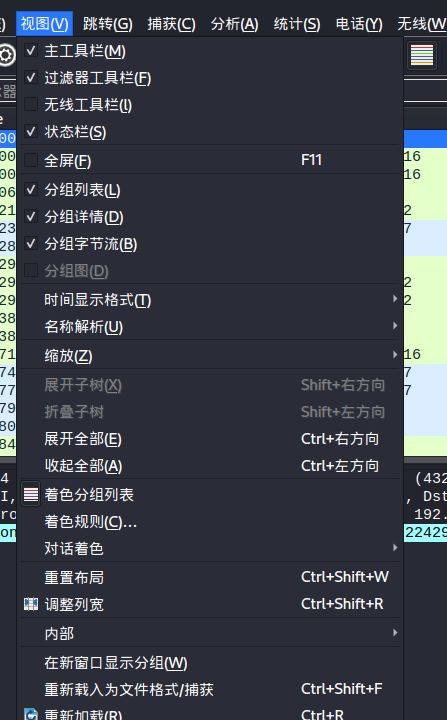 视图(V) 跳转(G) 捕获(C) 分析(A) 统计(S) 电话(Y) 无线(W
主工具栏(M)
过滤器工具栏(F)
无线工具栏(I)
状态栏(S)
全屏(F) F11
分组列表(L)
分组详情(D)
分组字节流(B)
分组图(D)
时间显示格式(T)
名称解析(U)
缩放(Z)
展开子树(X) Shift+右方向
折叠子树 Shift+左方向
展开全部(E) Ctrl+右方向
收起全部(A) Ctrl+左方向
着色分组列表
着色规则(C)...
对话着色
重置布局 Ctrl+Shift+W
调整列宽 Ctrl+Shift+R
内部
在新窗口显示分组(W)
重新载入为文件格式/捕获 Ctrl+Shift+F
重新加载(R) Ctrl+R
器
e
00
00 16
00 16
06
21 2
23 7
28
29
29 2
29 2
38
38
71 16
74 7
77 7
79
80
84
4 (432
I, , Dst
ro 192.
on 22429